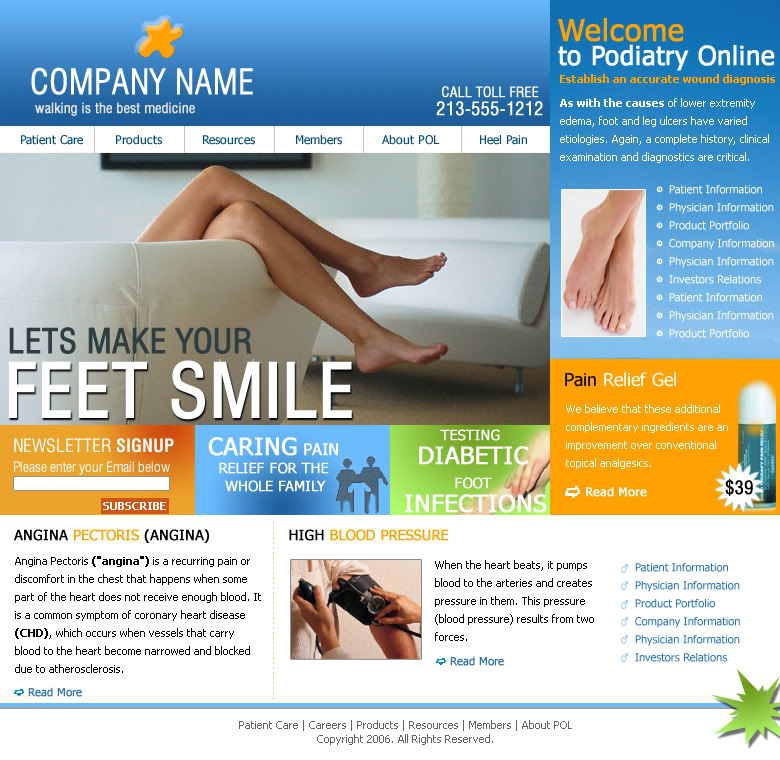 COMPANY NAME
walking is the best medicine
CALL TOLL FREE
213-555-1212
Patient Care
Products
Resources
Members
About POL
Heel Pain
LETS MAKE YOUR
FEET SMILE
Welcome
to Podiatry Online
Establish an accurate wound diagnosis
As with the causes of lower extremity
edema, foot and leg ulcers have varied
etiologies. Again, a complete history, clinical
examination and diagnostics are critical.
Patient Information
Physician Information
Product Portfolio
Company Information
Physician Information
Investors Relations
Patient Information
Physician Information
Product Portfolio
Pain Relief Gel
We believe that these additional
complementary ingredients are an
improvement over conventional
topical analgesics.
Read More
$39
NEWSLETTER SIGNUP
Please enter your Email below
SUBSCRIBE
CARING PAIN
RELIEF FOR THE
WHOLE FAMILY
TESTING
DIABETIC
FOOT
INFECTIONS
ANGINA PECTORIS (ANGINA)
Angina Pectoris ("angina") is a recurring pain or
discomfort in the chest that happens when some
part of the heart does not receive enough blood. It
is a common symptom of coronary heart disease
(CHD), which occurs when vessels that carry
blood to the heart become narrowed and blocked
due to atherosclerosis.
Read More
HIGH BLOOD PRESSURE
When the heart beats, it pumps
blood to the arteries and creates
pressure in them. This pressure
(blood pressure) results from two
forces.
Read More
Patient Information
Physician Information
Product Portfolio
Company Information
Physician Information
Investors Relations
Patient Care | Careers | Products | Resources | Members | About POL
Copyright 2006. All Rights Reserved.